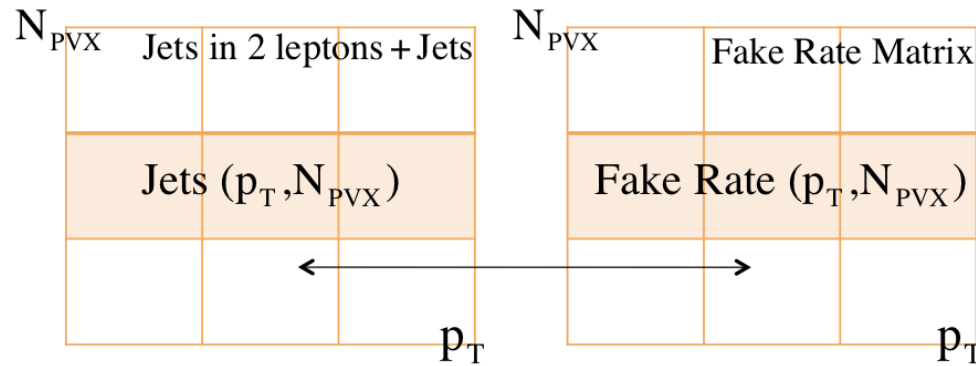 N_PVX
Jets in 2 leptons + Jets
Jets (p_T, N_PVX)
p_T
N_PVX
Fake Rate Matrix
Fake Rate (p_T, N_PVX)
p_T